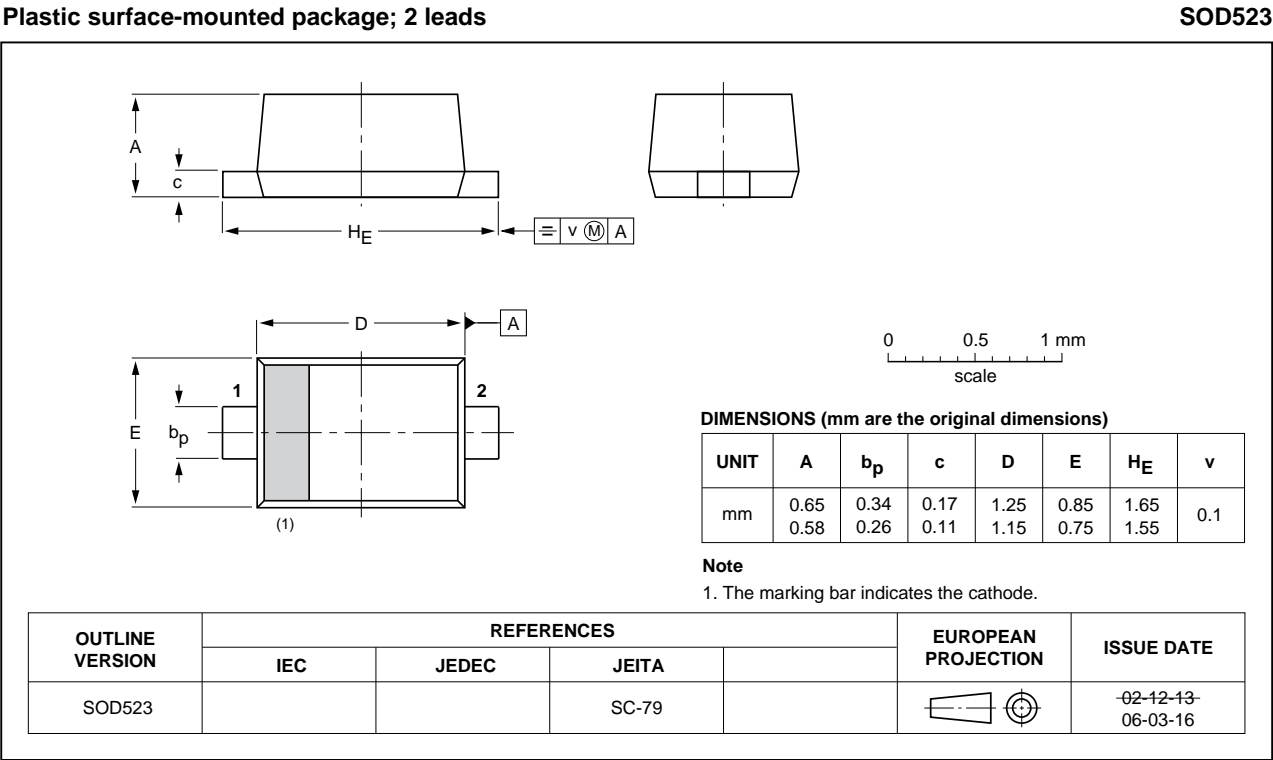 Plastic surface-mounted package; 2 leads SOD523
A
c
HE
v M A
D
A
0 0.5 1 mm
scale
1 2
E bp
(1)
DIMENSIONS (mm are the original dimensions)
UNIT A bp c D E HE v
mm 0.65 0.58 0.34 0.26 0.17 0.11 1.25 1.15 0.85 0.75 1.65 1.55 0.1
Note
1. The marking bar indicates the cathode.
OUTLINE VERSION REFERENCES EUROPEAN PROJECTION ISSUE DATE
IEC JEDEC JEITA
SOD523 SC-79 02-12-13
06-03-16